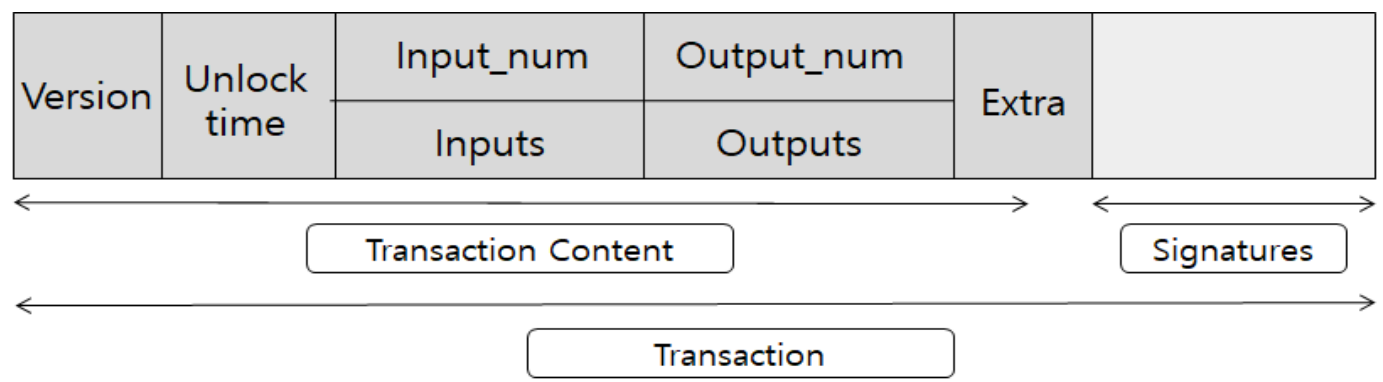 Version
Unlock
time
Input_num
Inputs
Output_num
Outputs
Extra
Transaction Content
Signatures
Transaction